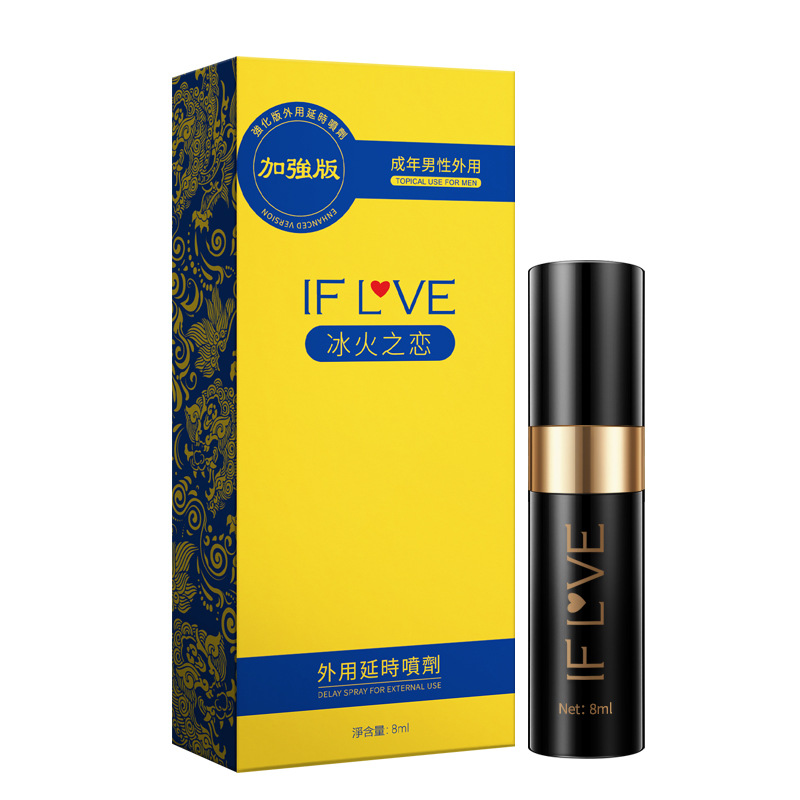 強化版外用延時噴劑
加強版
ENHANCED VERSION
成年男性外用
TOPICAL USE FOR MEN
IF LOVE
冰火之恋
外用延時噴劑
DELAY SPRAY FOR EXTERNAL USE
淨含量: 8ml
IF LOVE
Net: 8ml